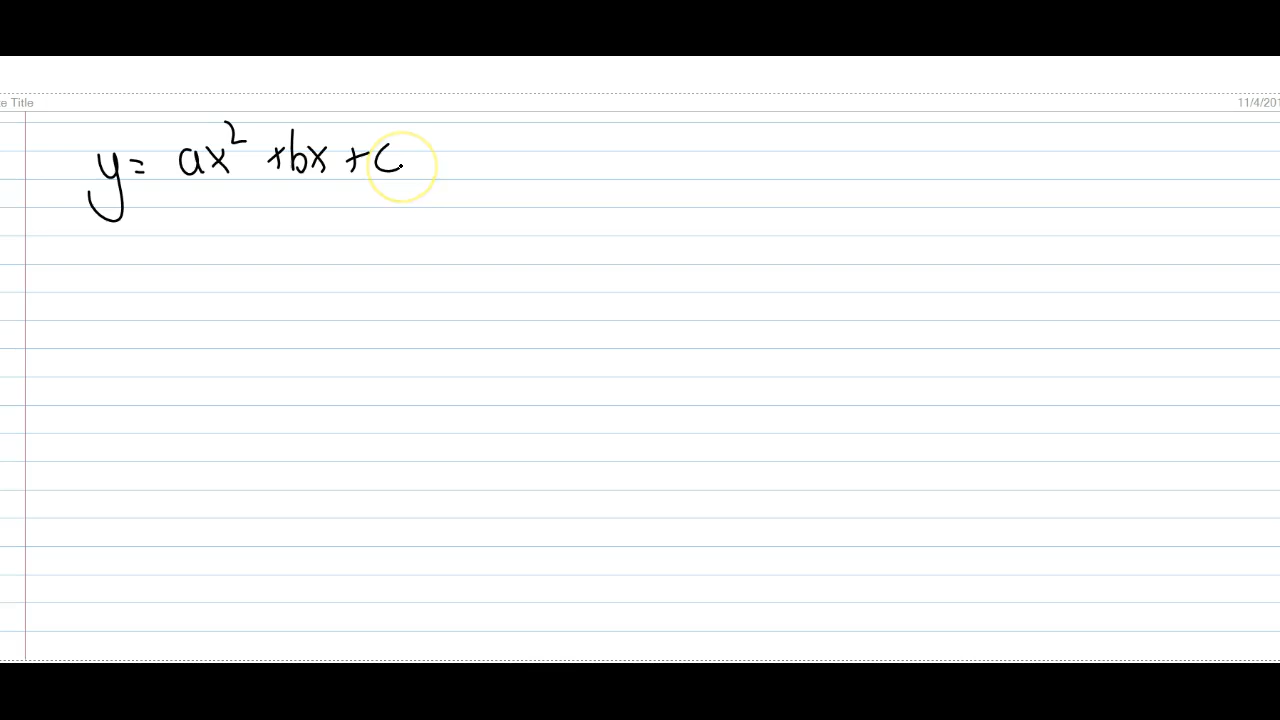 e Title
11/4/201
y = ax² + bx + c